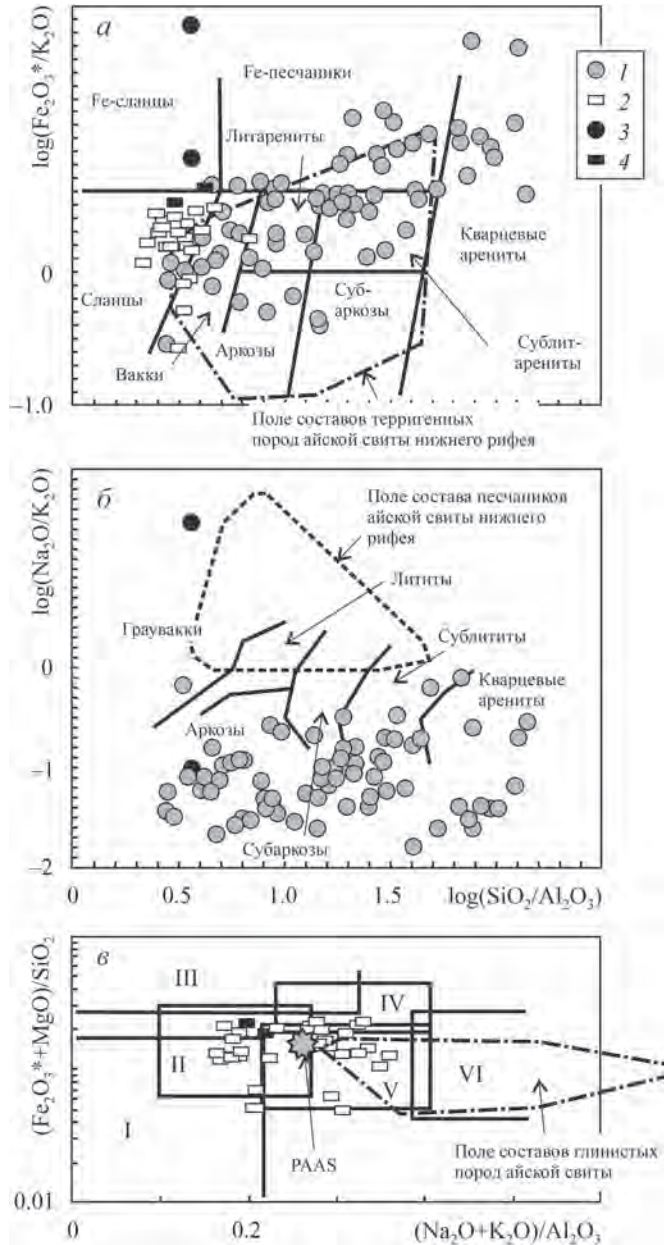 а
log(Fe₂O₃*/K₂O)
Fe-песчаники
Fe-сланцы
Литарениты
1
2
3
4
0
Сланцы
Вакки
Аркозы
Суб-
аркозы
Кварцевые
арениты
Сублит-
арениты
–1.0
Поле составов терригенных
пород айской свиты нижнего рифея
б
log(Na₂O/K₂O)
Поле состава песчаников
айской свиты нижнего
рифея
Лититы
Граувакки
Сублититы
0
Кварцевые
арениты
Аркозы
–1
Субаркозы
–2
0
0.5
1.0
1.5
log(SiO₂/Al₂O₃)
в
(Fe₂O₃*+MgO)/SiO₂
III
IV
II
V
VI
I
PAAS
Поле составов глинистых
пород айской свиты
0.01
0
0.2
(Na₂O+K₂O)/Al₂O₃